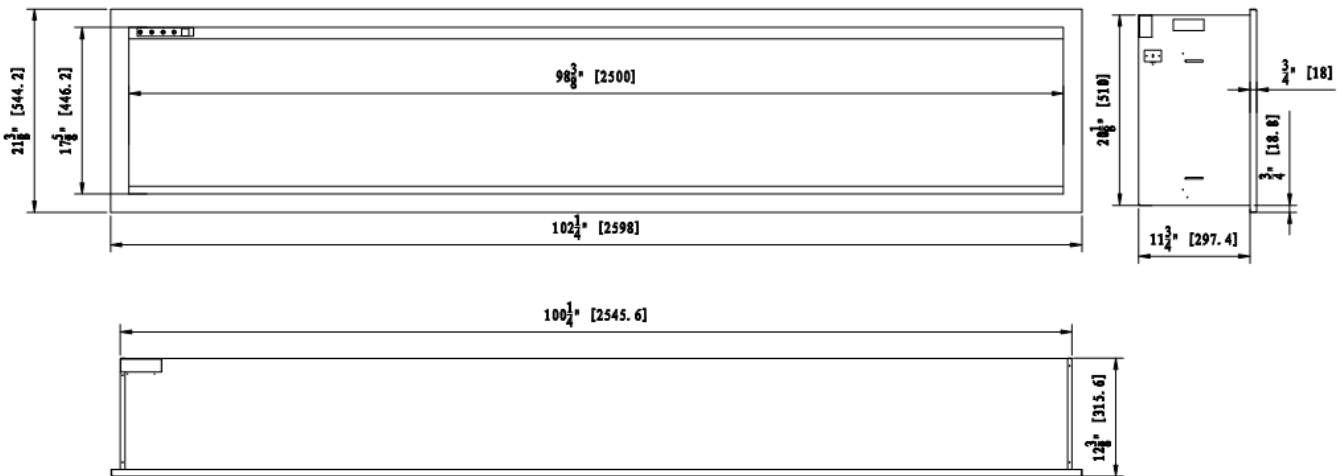 98 3/8" [2500]
21 3/8" [544.2]
17 5/8" [446.2]
102 1/4" [2598]
20 1/8" [510]
3/4" [18]
3/4" [18.8]
11 3/4" [297.4]
100 1/4" [2545.6]
12 3/8" [315.6]